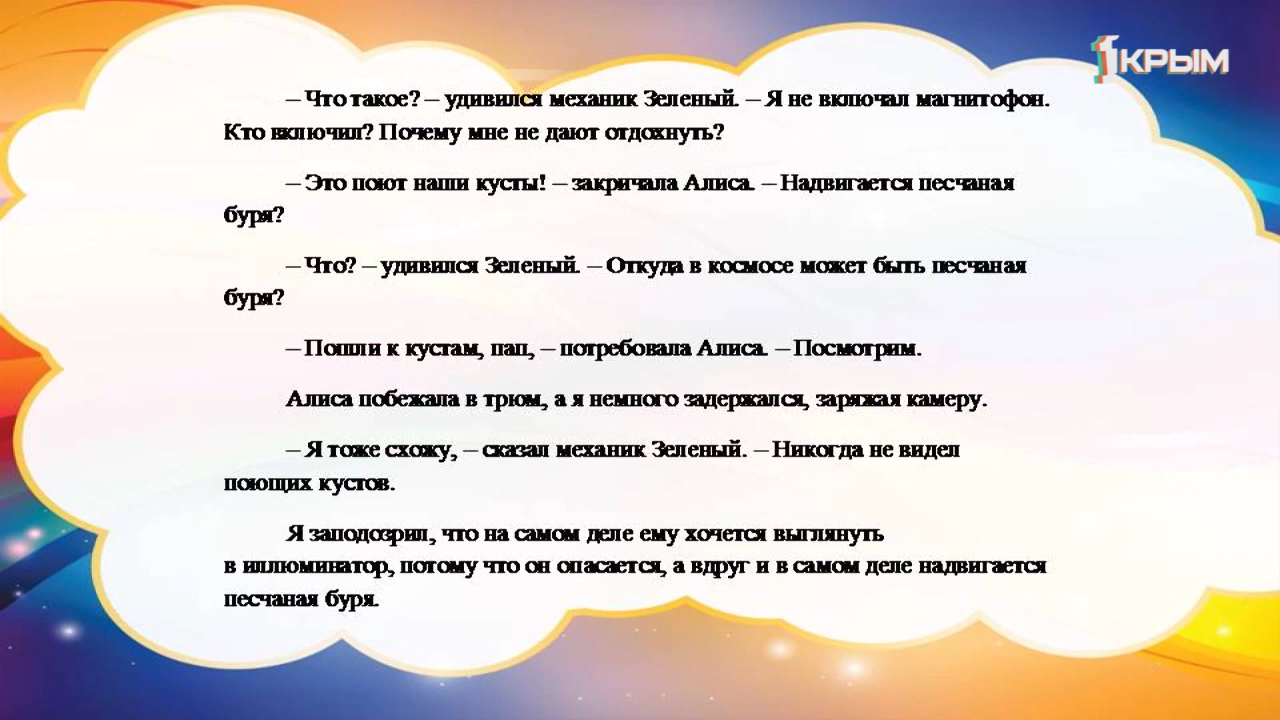 1КРЫМ
– Что такое? – удивился механик Зеленый. – Я не включал магнитофон.
Кто включил? Почему мне не дают отдохнуть?
– Это поют наши кусты! – закричала Алиса. – Надвигается песчаная
буря?
– Что? – удивился Зеленый. – Откуда в космосе может быть песчаная
буря?
– Пошли к кустам, пап, – потребовала Алиса. – Посмотрим.
Алиса побежала в трюм, а я немного задержался, заряжая камеру.
– Я тоже схожу, – сказал механик Зеленый. – Никогда не видел
поющих кустов.
Я заподозрил, что на самом деле ему хочется выглянуть
в иллюминатор, потому что он опасается, а вдруг и в самом деле надвигается
песчаная буря.